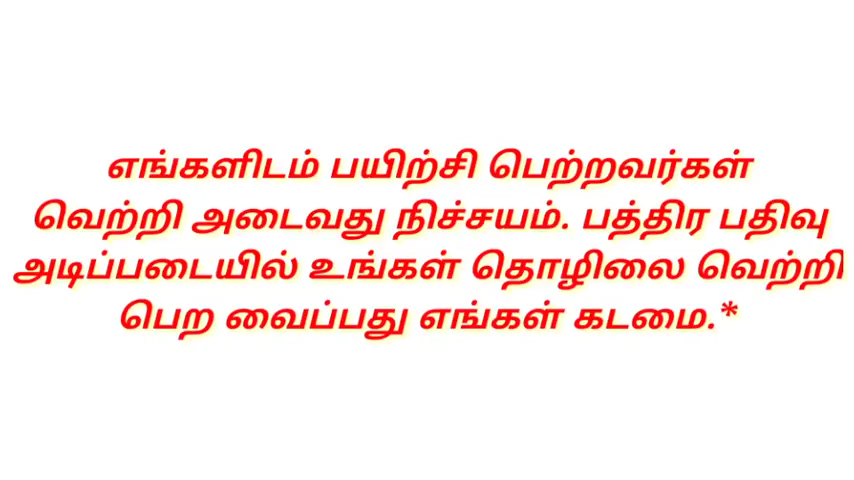 எங்களிடம் பயிற்சி பெற்றவர்கள்
வெற்றி அடைவது நிச்சயம். பத்திர பதிவு
அடிப்படையில் உங்கள் தொழிலை வெற்றி
பெற வைப்பது எங்கள் கடமை.*